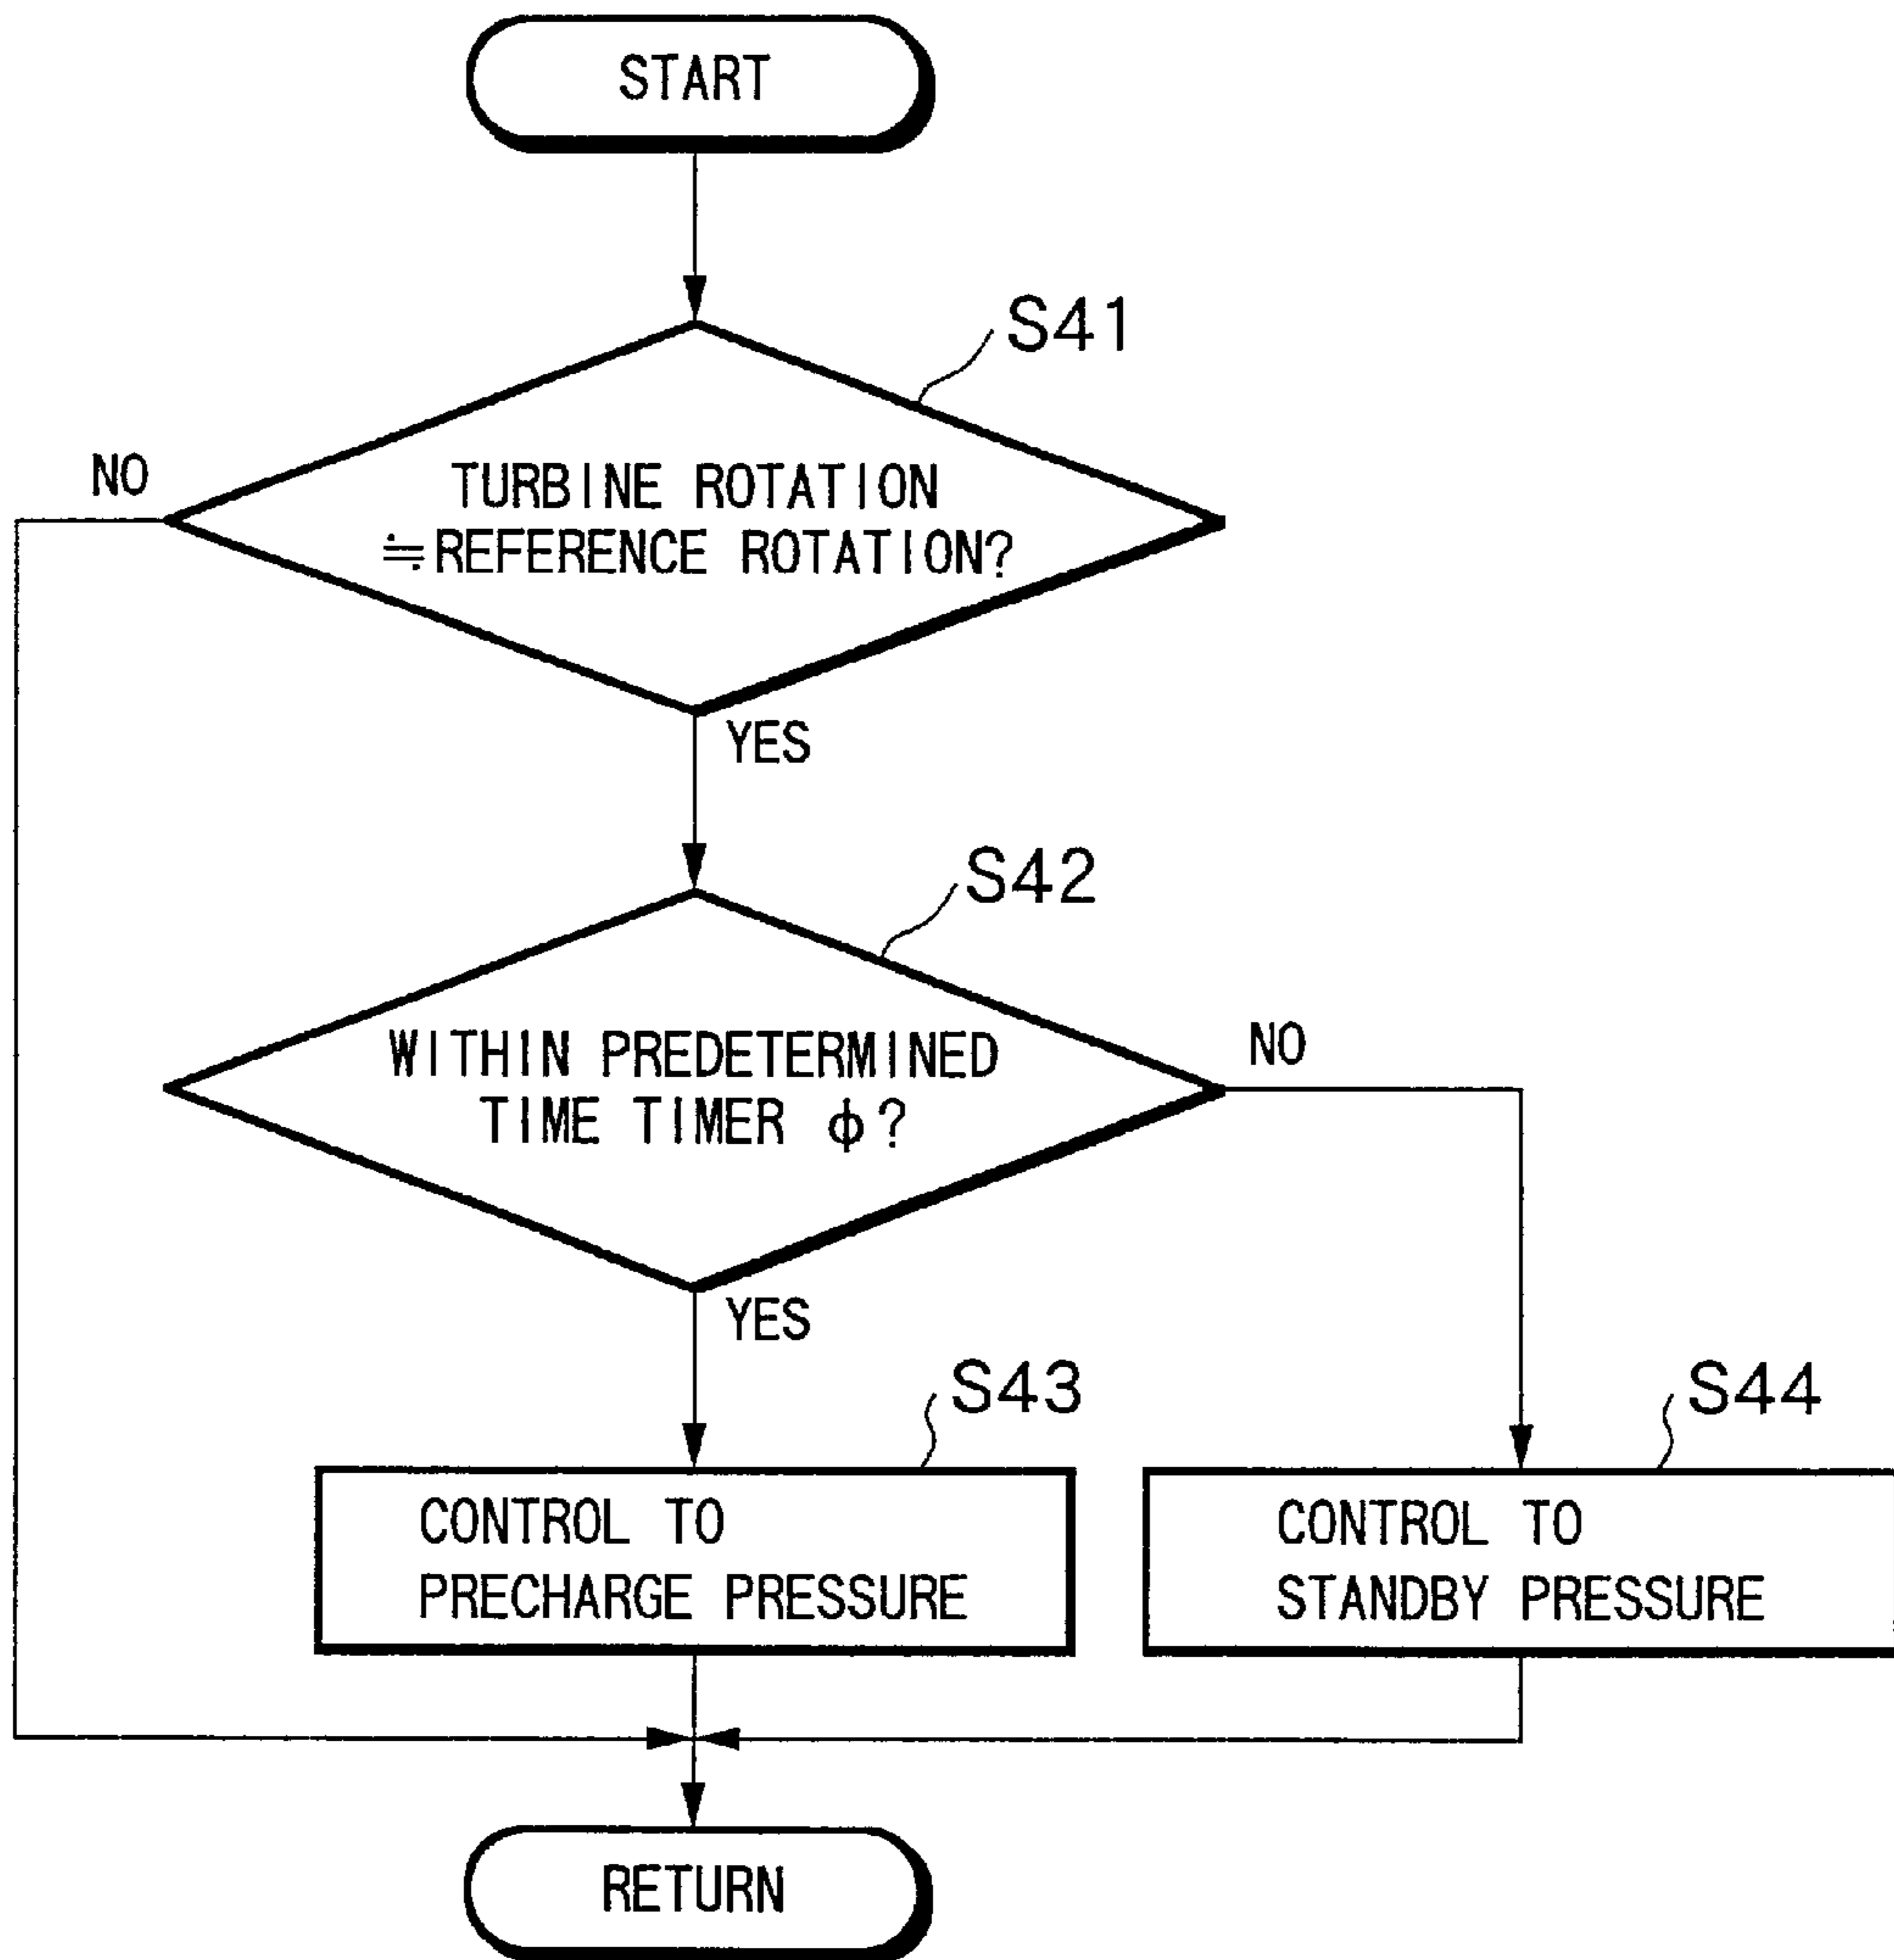 START
S41
NO
TURBINE ROTATION
≒REFERENCE ROTATION?
YES
S42
WITHIN PREDETERMINED
TIME TIMER φ?
NO
YES
S43
S44
CONTROL TO
PRECHARGE PRESSURE
CONTROL TO
STANDBY PRESSURE
RETURN